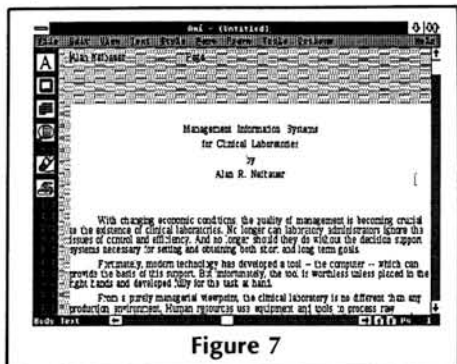 Ami - (Untitled)
File Edit View Text Style Page Frame Table Options Help
Alan Neibauer Page
Management Information Systems
for Clinical Laboratories
by
Alan R. Neibauer
With changing economic conditions, the quality of management is becoming crucial
to the existence of clinical laboratories. No longer can laboratory administrators ignore the
issues of control and efficiency. And no longer should they do without the decision support
systems necessary for setting and obtaining both short and long term goals.
Fortunately, modern technology has developed a tool -- the computer -- which can
provide the basis of this support. But unfortunately, the tool is worthless unless placed in the
right hands and developed fully for the task at hand.
From a purely managerial viewpoint, the clinical laboratory is no different than any
production environment. Human resources use equipment and tools to process raw
Body Text P4 1
Figure 7